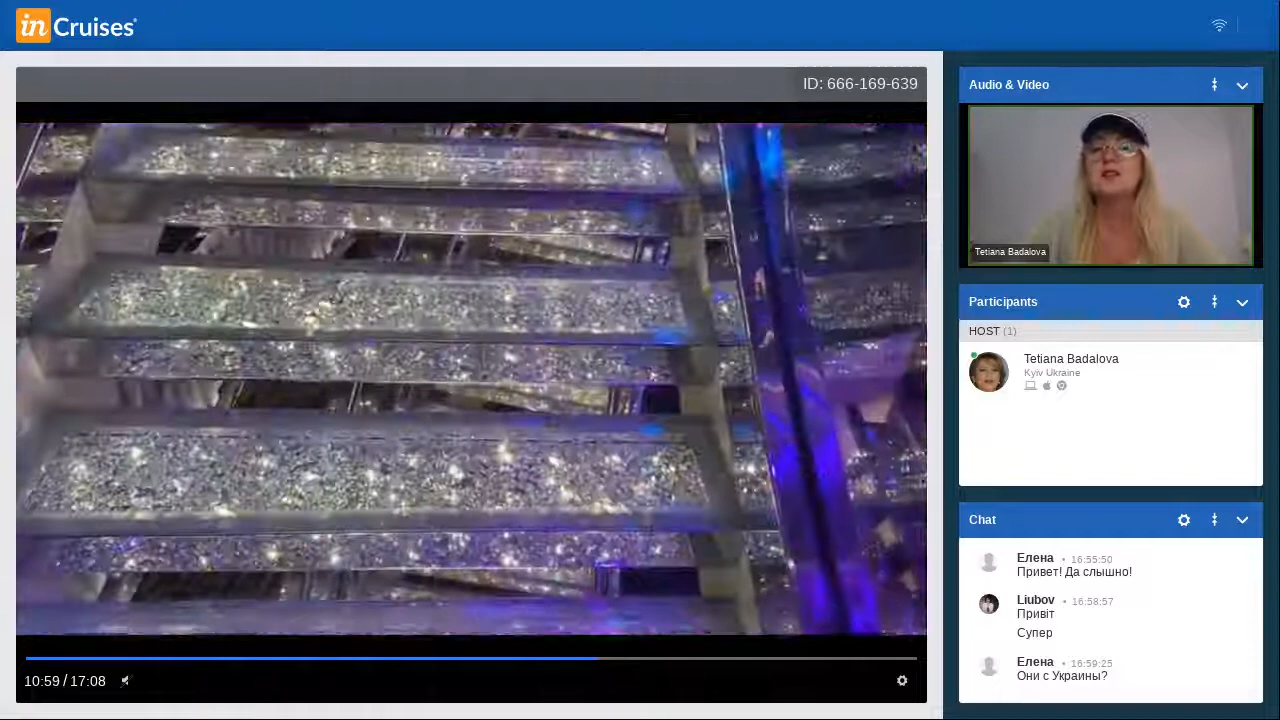 in Cruises®
ID: 666-169-639
10:59 / 17:08
Audio & Video
Tetiana Badalova
Participants
HOST (1)
Tetiana Badalova
Kyiv Ukraine
Chat
Елена • 16:55:50
Привет! Да слышно!
Liubov • 16:58:57
Привіт
Супер
Елена • 16:59:25
Они с Украины?